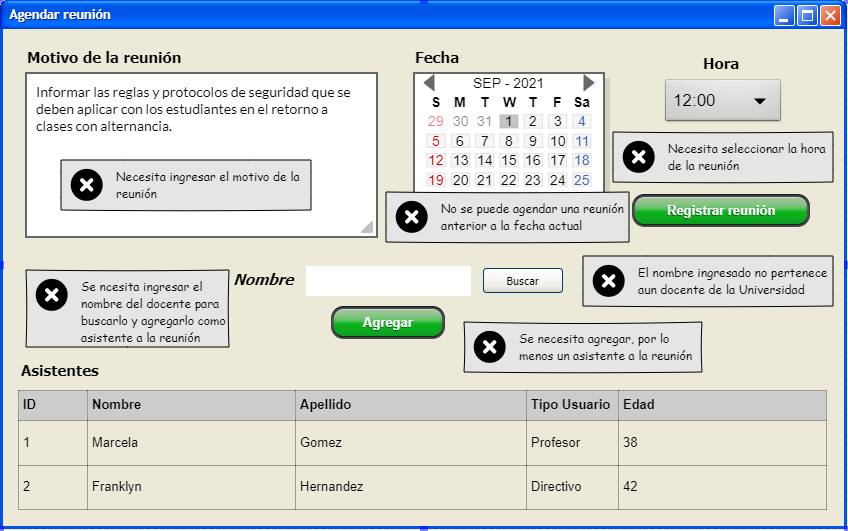 Agendar reunión
Motivo de la reunión
Informar las reglas y protocolos de seguridad que se
deben aplicar con los estudiantes en el retorno a
clases con alternancia.
Necesita ingresar el motivo de la
reunión
Fecha
SEP - 2021
S M T W T F Sa
29 30 31 1 2 3 4
5 6 7 8 9 10 11
12 13 14 15 16 17 18
19 20 21 22 23 24 25
No se puede agendar una reunión
anterior a la fecha actual
Hora
12:00
Necesita seleccionar la hora
de la reunión
Registrar reunión
Se ncesita ingresar el
nombre del docente para
buscarlo y agregarlo como
asistente a la reunión
Nombre
Buscar
El nombre ingresado no pertenece
aun docente de la Universidad
Agregar
Se necesita agregar, por lo
menos un asistente a la reunión
Asistentes
ID Nombre Apellido Tipo Usuario Edad
1 Marcela Gomez Profesor 38
2 Franklyn Hernandez Directivo 42